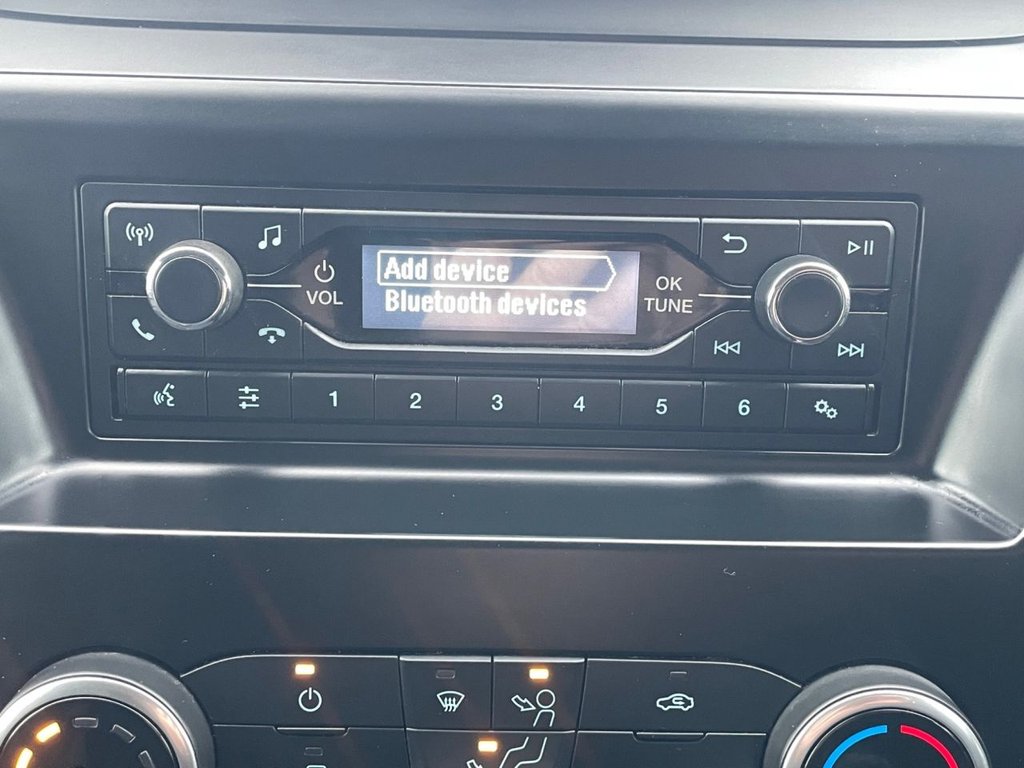 Add device
Bluetooth devices
VOL
OK
TUNE
1 2 3 4 5 6